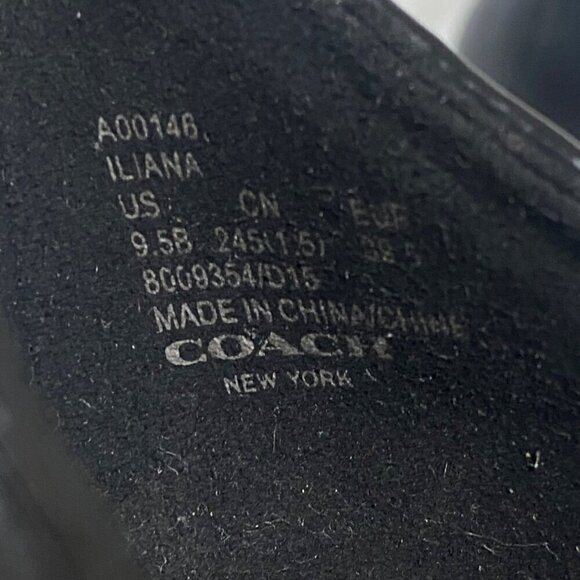 A00146
ILIANA
US CN EUR
9.5B 245(1.5) 39.5
8009354/D15
MADE IN CHINA/CHINE
COACH
NEW YORK